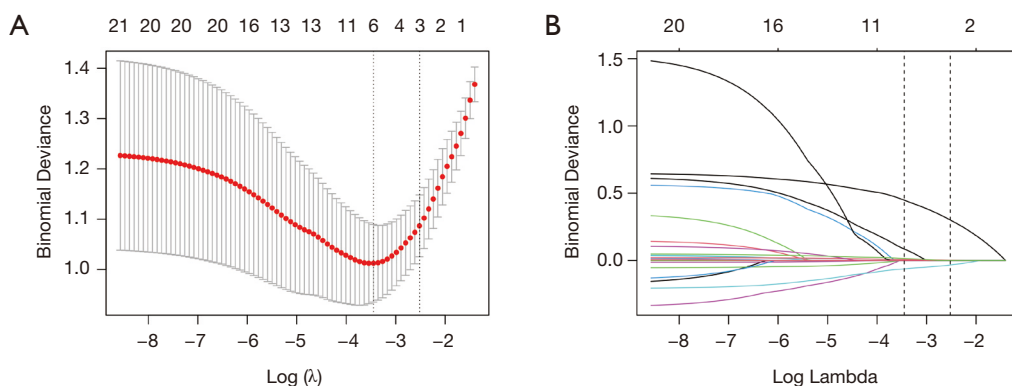 A
21 20 20 20 16 13 13 11 6 4 3 2 1
Binomial Deviance
1.4
1.3
1.2
1.1
1.0
−8 −7 −6 −5 −4 −3 −2
Log (λ)
B
20 16 11 2
Binomial Deviance
1.5
1.0
0.5
0.0
−8 −7 −6 −5 −4 −3 −2
Log Lambda